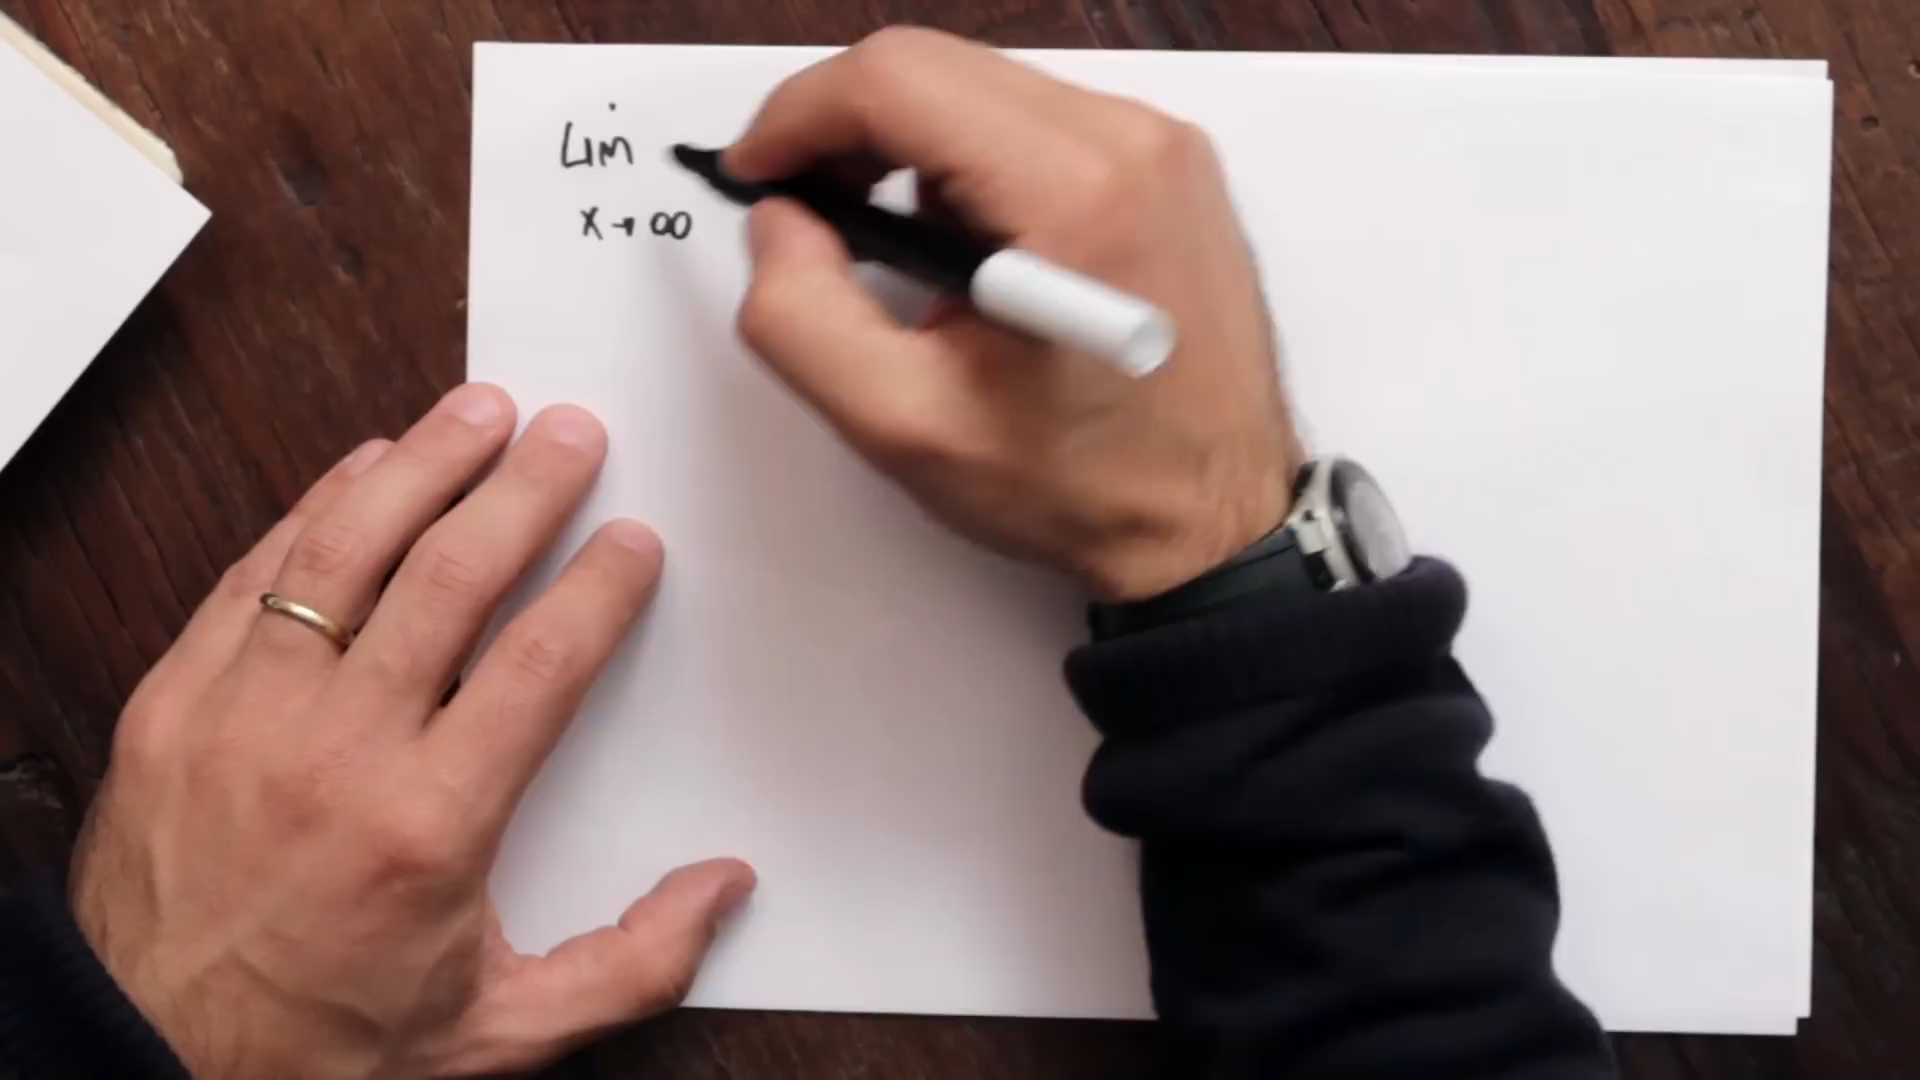 Lim
x → ∞